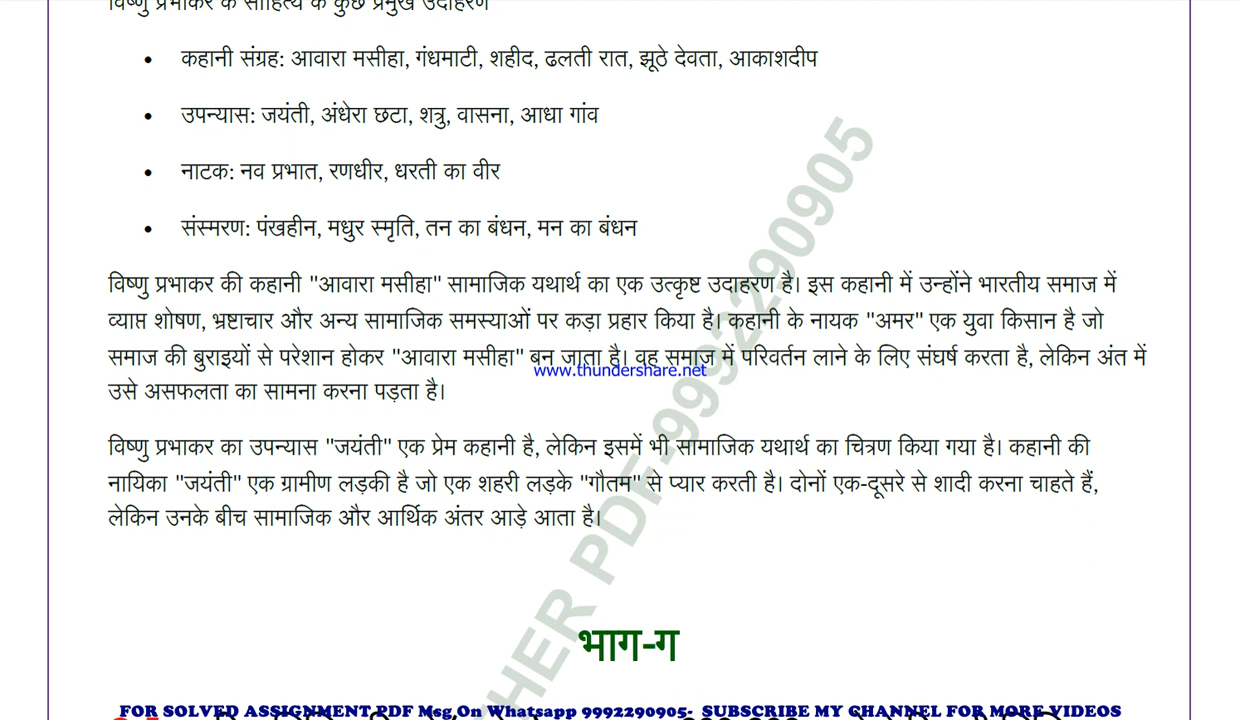 विष्णु प्रभाकर के साहित्य के कुछ प्रमुख उदाहरण
• कहानी संग्रह: आवारा मसीहा, गंधमाटी, शहीद, ढलती रात, झूठे देवता, आकाशदीप
• उपन्यास: जयंती, अंधेरा छटा, शत्रु, वासना, आधा गांव
• नाटक: नव प्रभात, रणधीर, धरती का वीर
• संस्मरण: पंखहीन, मधुर स्मृति, तन का बंधन, मन का बंधन
विष्णु प्रभाकर की कहानी "आवारा मसीहा" सामाजिक यथार्थ का एक उत्कृष्ट उदाहरण है। इस कहानी में उन्होंने भारतीय समाज में
व्याप्त शोषण, भ्रष्टाचार और अन्य सामाजिक समस्याओं पर कड़ा प्रहार किया है। कहानी के नायक "अमर" एक युवा किसान है जो
समाज की बुराइयों से परेशान होकर "आवारा मसीहा" बन जाता है। वह समाज में परिवर्तन लाने के लिए संघर्ष करता है, लेकिन अंत में
www.thundershare.net
उसे असफलता का सामना करना पड़ता है।
विष्णु प्रभाकर का उपन्यास "जयंती" एक प्रेम कहानी है, लेकिन इसमें भी सामाजिक यथार्थ का चित्रण किया गया है। कहानी की
नायिका "जयंती" एक ग्रामीण लड़की है जो एक शहरी लड़के "गौतम" से प्यार करती है। दोनों एक-दूसरे से शादी करना चाहते हैं,
लेकिन उनके बीच सामाजिक और आर्थिक अंतर आड़े आता है।
HER PDF-9992290905
भाग-ग
FOR SOLVED ASSIGNMENT PDF Msg On Whatsapp 9992290905- SUBSCRIBE MY CHANNEL FOR MORE VIDEOS